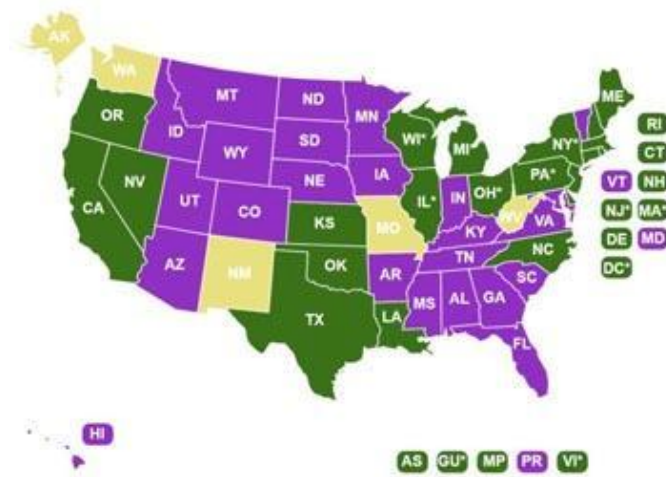 AK
WA
ME
MT
ND
MN
OR
RI
ID
SD
WI*
MI*
NY*
WY
CT
PA*
IA
NE
VT NH
NV
IL* IN OH*
UT
WV
CO
VA
NJ* MA*
CA
KS
MO
KY
DE MD
NC
TN
AZ
OK
AR
DC*
NM
SC
MS AL GA
TX
LA
FL
HI
AS GU* MP PR VI*